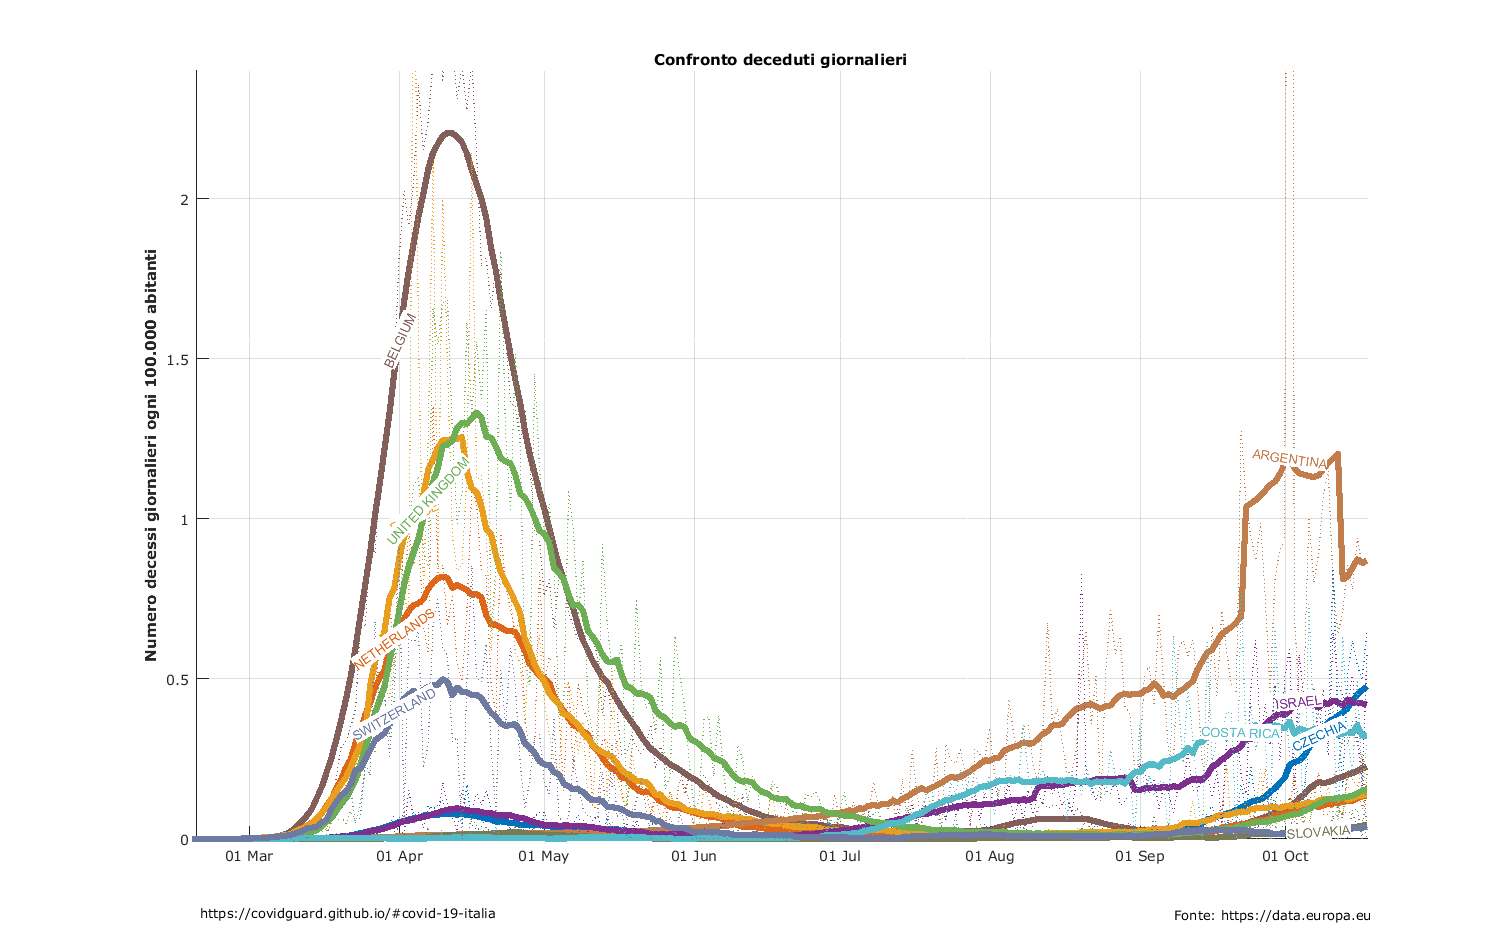 Confronto deceduti giornalieri
Numero decessi giornalieri ogni 100.000 abitanti
2
1.5
1
0.5
0
BELGIUM
UNITED KINGDOM
NETHERLANDS
SWITZERLAND
ARGENTINA
ISRAEL
COSTA RICA
CZECHIA
SLOVAKIA
01 Mar
01 Apr
01 May
01 Jun
01 Jul
01 Aug
01 Sep
01 Oct
https://covidguard.github.io/#covid-19-italia
Fonte: https://data.europa.eu